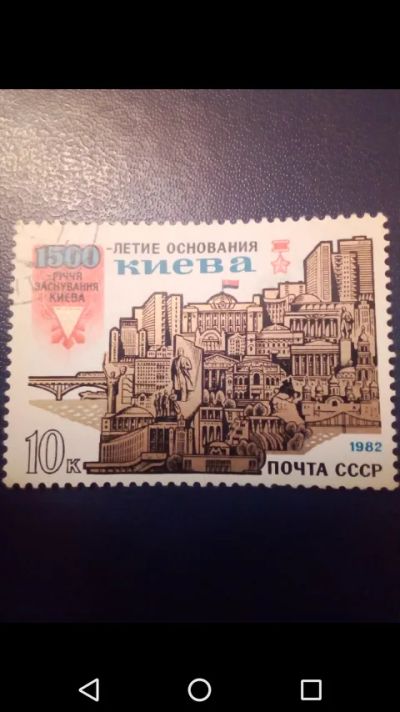 1500
-ЛЕТИЕ ОСНОВАНИЯ
КИЕВА
РІЧЧЯ
ЗАСНУВАННЯ
КИЄВА
10к
1982
ПОЧТА СССР